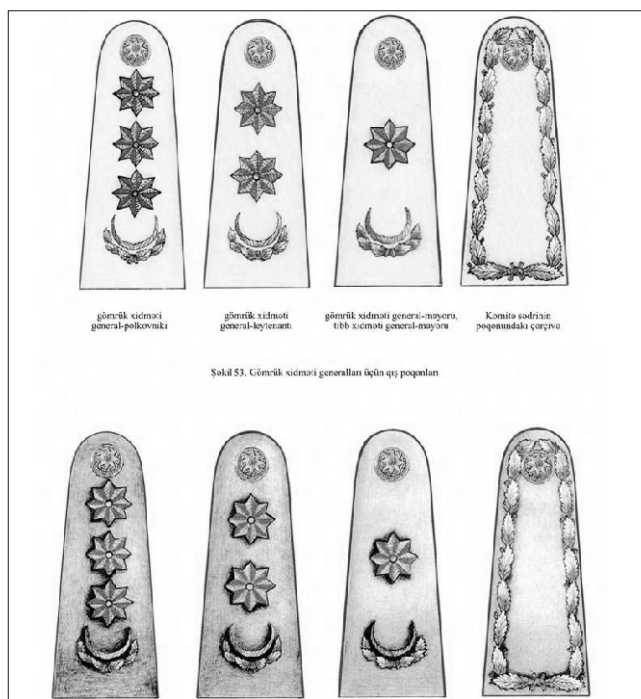 gömrük xidməti
general-polkovniki
gömrük xidməti
general-leytenantı
gömrük xidməti general-mayoru,
tibb xidməti general-mayoru
Komitə sədrinin
poqonundakı çərçivə
Şəkil 53. Gömrük xidməti generalları üçün qış poqonları